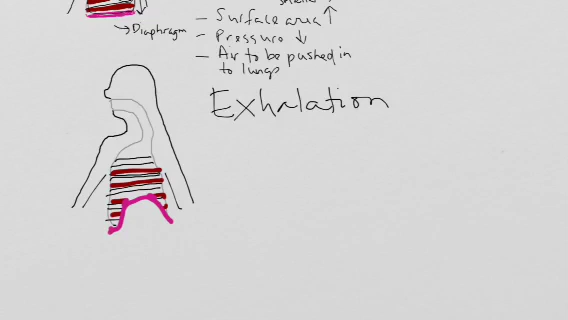 →Diaphragm
– Surface area ↑
– Pressure ↓
– Air to be pushed in
to lungs
Exhalation